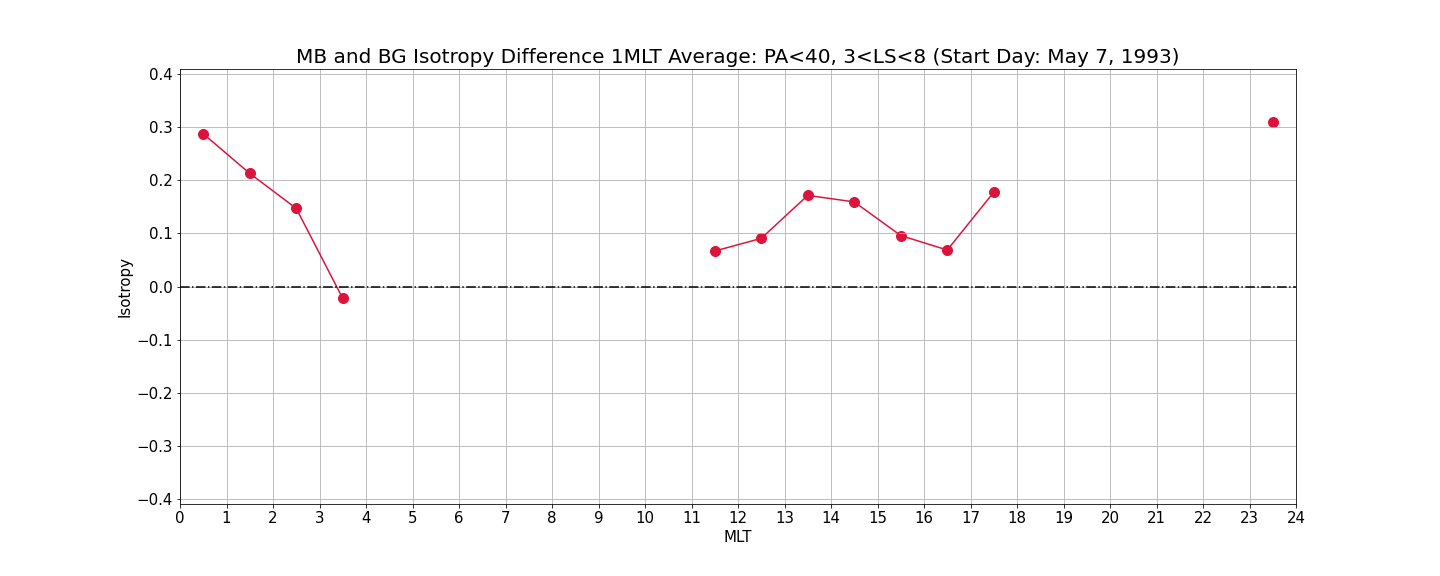 MB and BG Isotropy Difference 1MLT Average: PA<40, 3<LS<8 (Start Day: May 7, 1993)
0.4
0.3
0.2
0.1
0.0
−0.1
−0.2
−0.3
−0.4
Isotropy
0 1 2 3 4 5 6 7 8 9 10 11 12 13 14 15 16 17 18 19 20 21 22 23 24
MLT